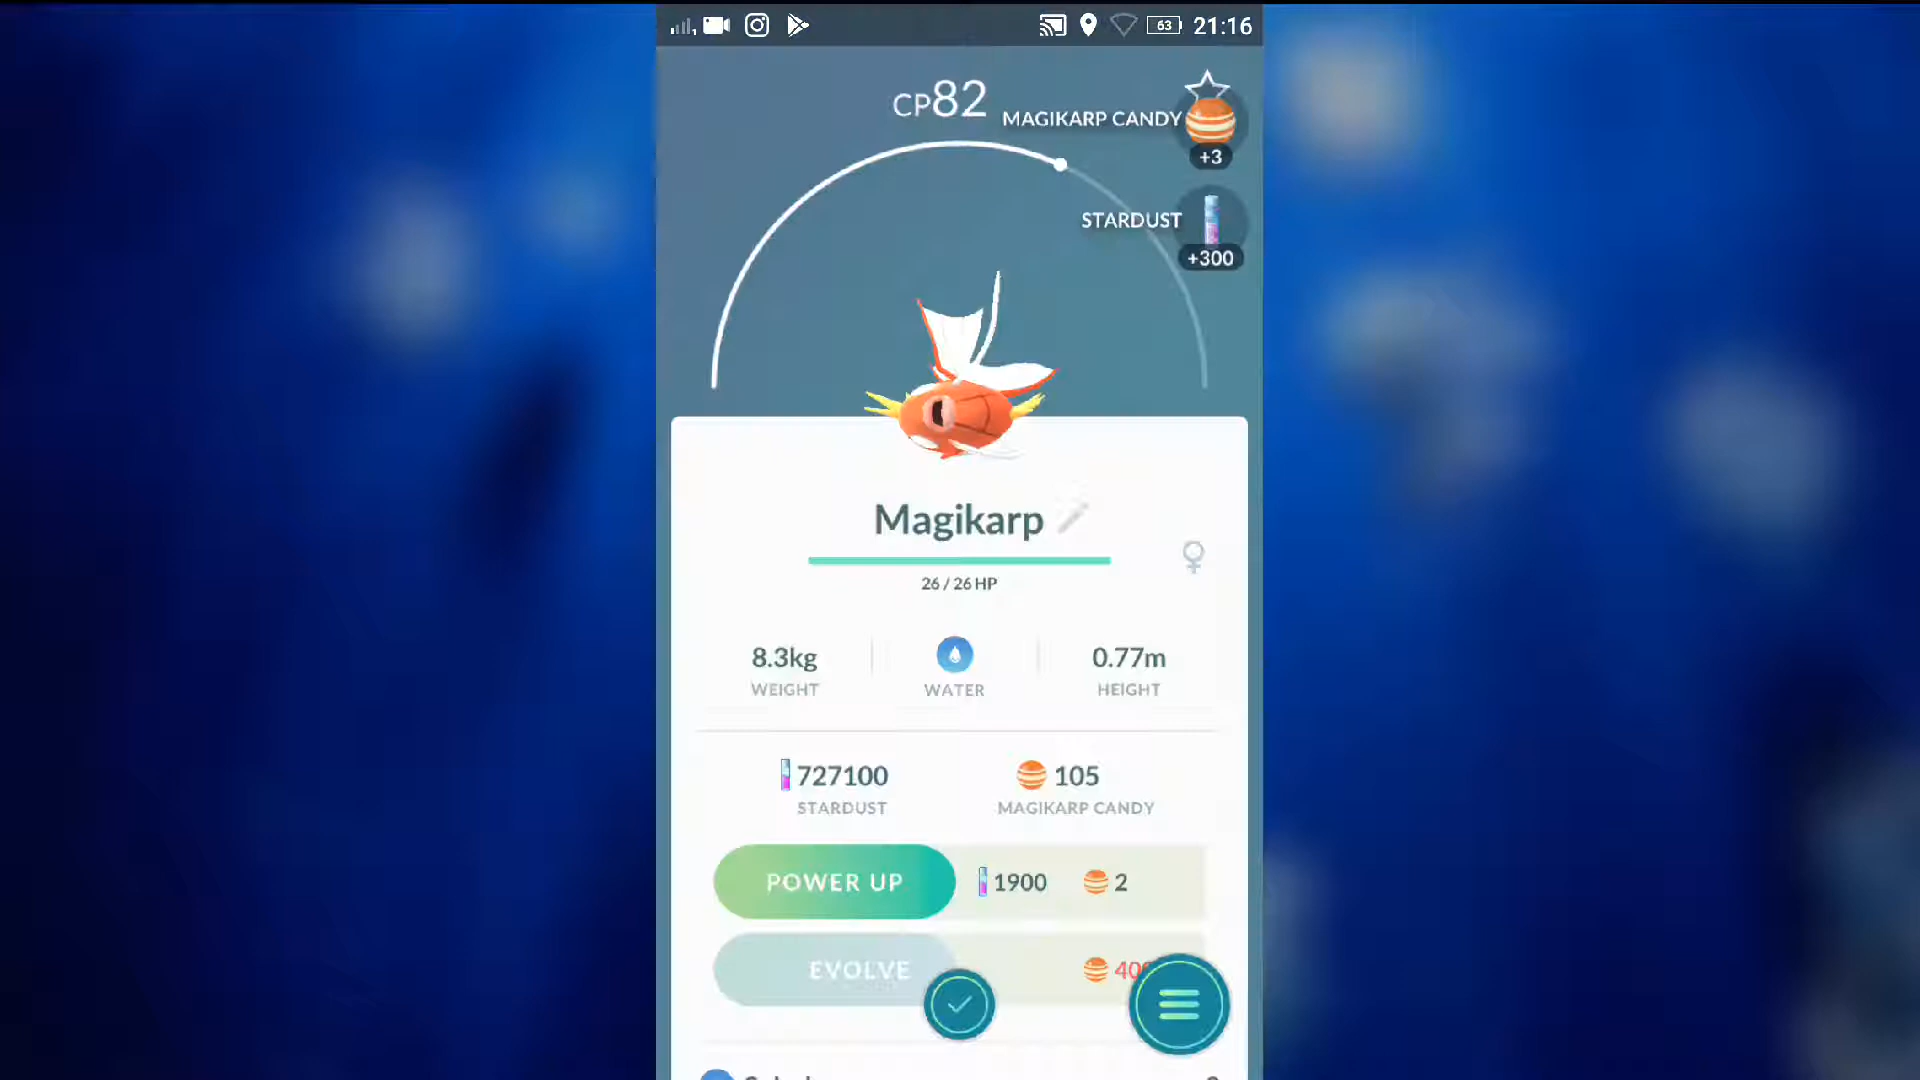 63 21:16
CP82
MAGIKARP CANDY
+3
STARDUST
+300
Magikarp
26 / 26 HP
8.3kg
WEIGHT
WATER
0.77m
HEIGHT
727100
STARDUST
105
MAGIKARP CANDY
POWER UP 1900 2
EVOLVE